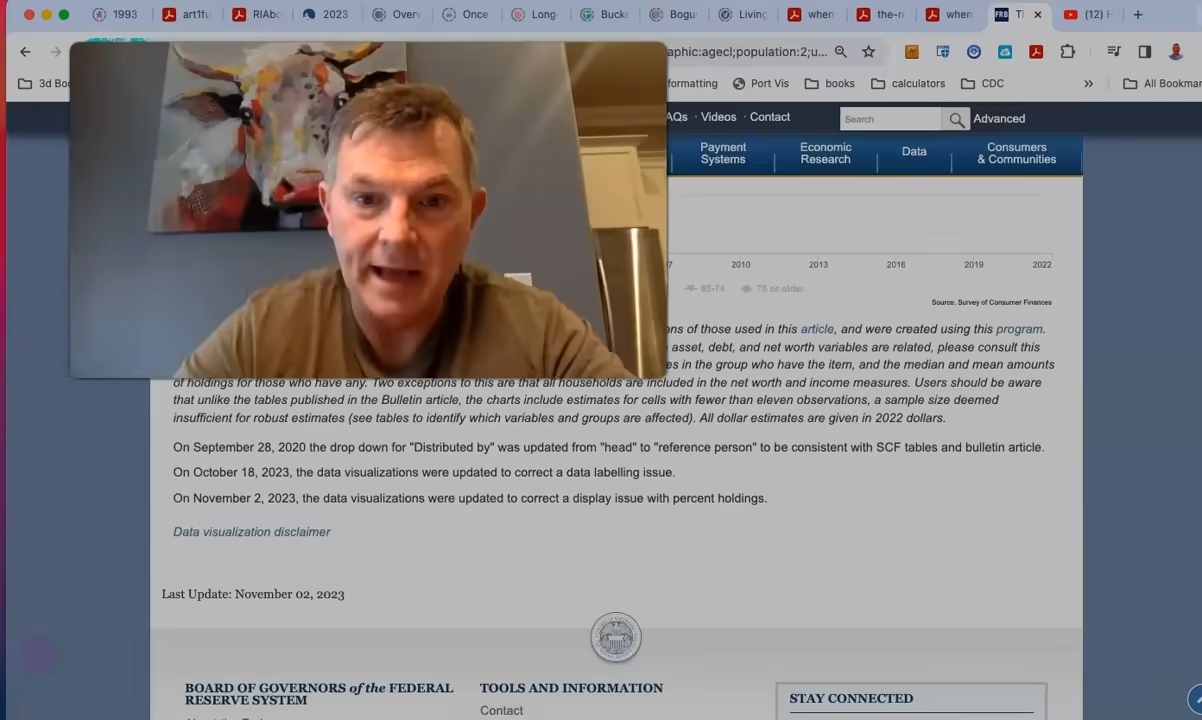 1993
art1fu
RIAbo
2023
Over
Once
Long-
Buck
Bogu
Living
when
the-r
when
FRB
(12) H
aphic:agecl;population:2;u...
3d Bo
formatting
Port Vis
books
calculators
CDC
»
All Bookmar
AQs · Videos · Contact
Search
Advanced
Payment Systems
Economic Research
Data
Consumers & Communities
7 2010 2013 2016 2019 2022
65-74 75 or older
Source: Survey of Consumer Finances
ons of those used in this article, and were created using this program.
asset, debt, and net worth variables are related, please consult this
es in the group who have the item, and the median and mean amounts
of holdings for those who have any. Two exceptions to this are that all households are included in the net worth and income measures. Users should be aware
that unlike the tables published in the Bulletin article, the charts include estimates for cells with fewer than eleven observations, a sample size deemed
insufficient for robust estimates (see tables to identify which variables and groups are affected). All dollar estimates are given in 2022 dollars.
On September 28, 2020 the drop down for "Distributed by" was updated from "head" to "reference person" to be consistent with SCF tables and bulletin article.
On October 18, 2023, the data visualizations were updated to correct a data labelling issue.
On November 2, 2023, the data visualizations were updated to correct a display issue with percent holdings.
Data visualization disclaimer
Last Update: November 02, 2023
BOARD OF GOVERNORS of the FEDERAL
RESERVE SYSTEM
TOOLS AND INFORMATION
Contact
STAY CONNECTED